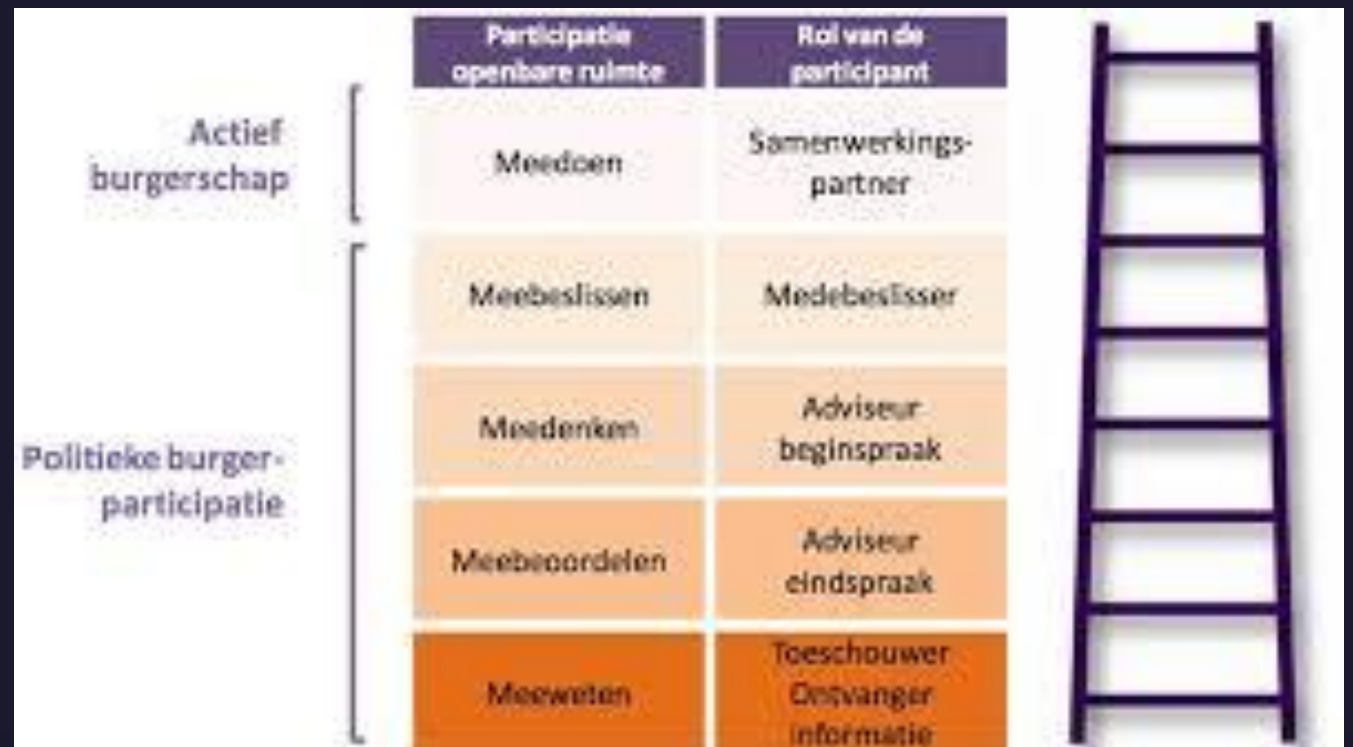 Participatie
openbare ruimte
Rol van de
participant
Actief
burgerschap
Meedoen
Samenwerkings-
partner
Meebeslissen
Medebeslisser
Politieke burger-
participatie
Meedenken
Adviseur
beginspraak
Meebeoordelen
Adviseur
eindspraak
Meeweten
Toeschouwer
Ontvanger
informatie